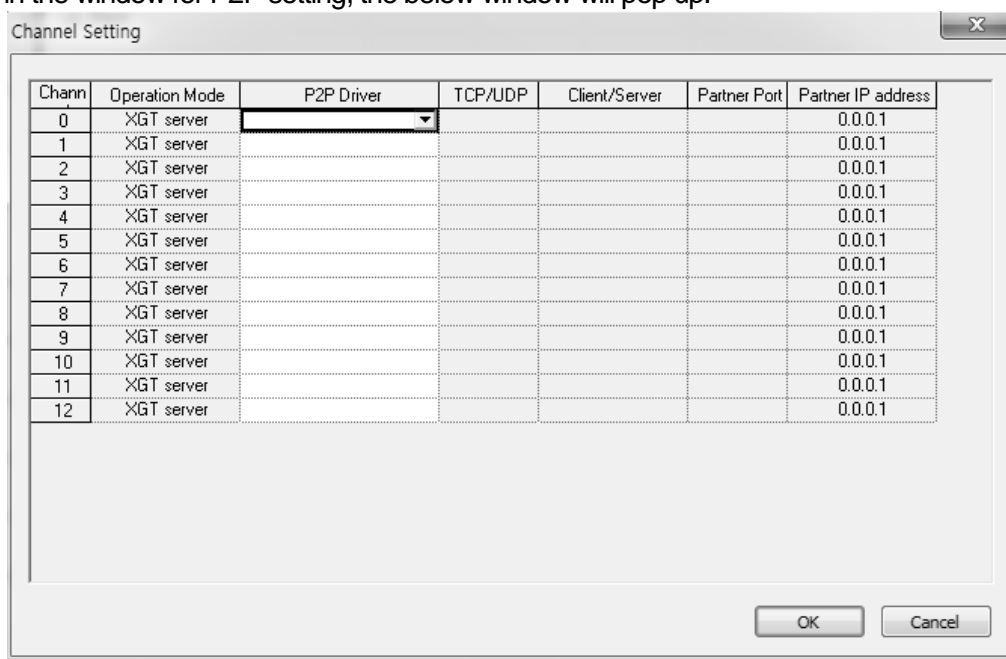 in the window for P2P setting, the below window will pop up.
Channel Setting
Chann Operation Mode P2P Driver TCP/UDP Client/Server Partner Port Partner IP address
0 XGT server 0.0.0.1
1 XGT server 0.0.0.1
2 XGT server 0.0.0.1
3 XGT server 0.0.0.1
4 XGT server 0.0.0.1
5 XGT server 0.0.0.1
6 XGT server 0.0.0.1
7 XGT server 0.0.0.1
8 XGT server 0.0.0.1
9 XGT server 0.0.0.1
10 XGT server 0.0.0.1
11 XGT server 0.0.0.1
12 XGT server 0.0.0.1
OK Cancel